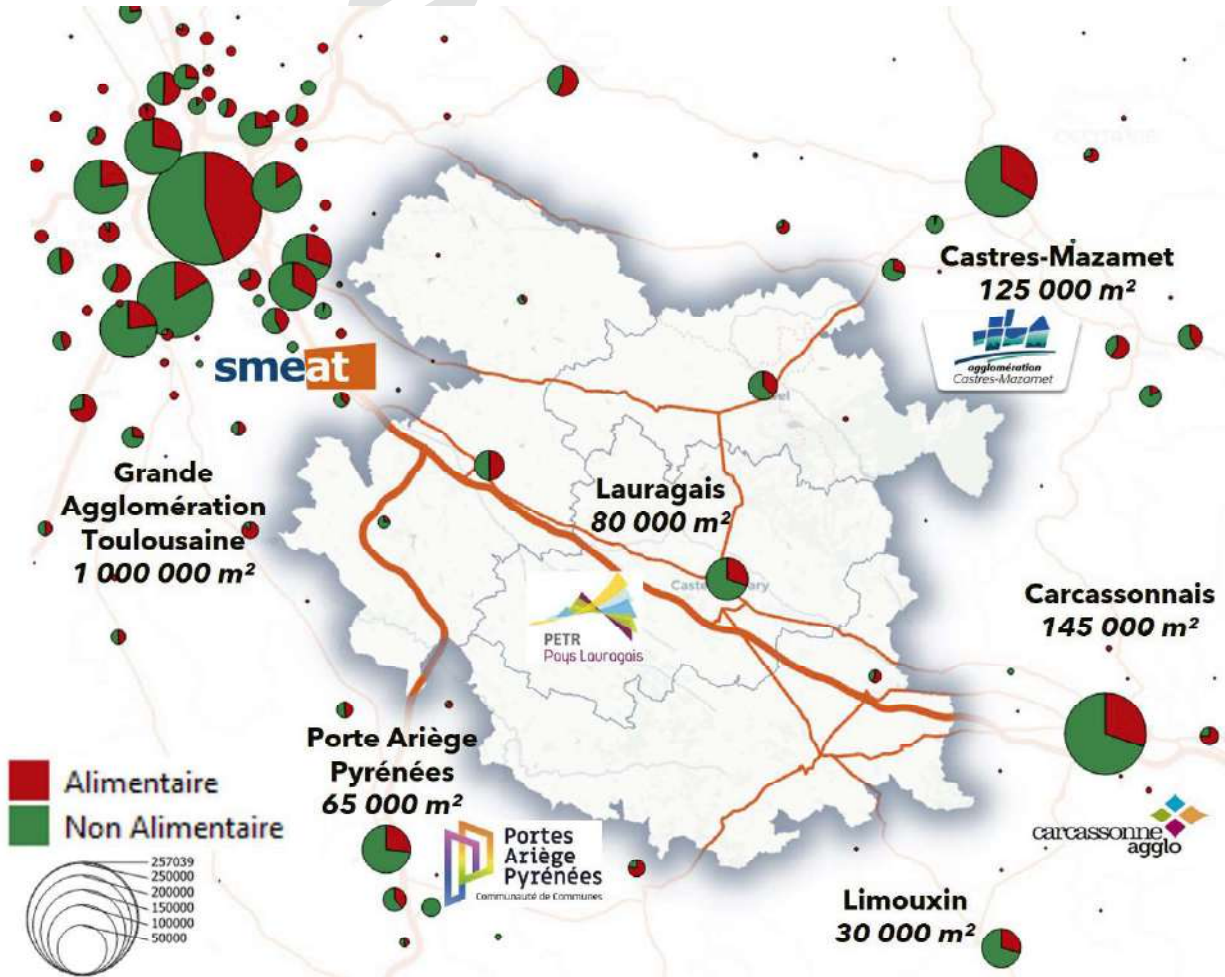 Castres-Mazamet
125 000 m²
agglomération
Castres-Mazamet
smeat
Grande
Agglomération
Toulousaine
1 000 000 m²
Lauragais
80 000 m²
PETR
Pays Lauragais
Carcassonnais
145 000 m²
Porte Ariège
Pyrénées
65 000 m²
Portes
Ariège
Pyrénées
Communauté de Communes
carcassonne
agglo
Limouxin
30 000 m²
Alimentaire
Non Alimentaire
257039
250000
200000
150000
100000
50000